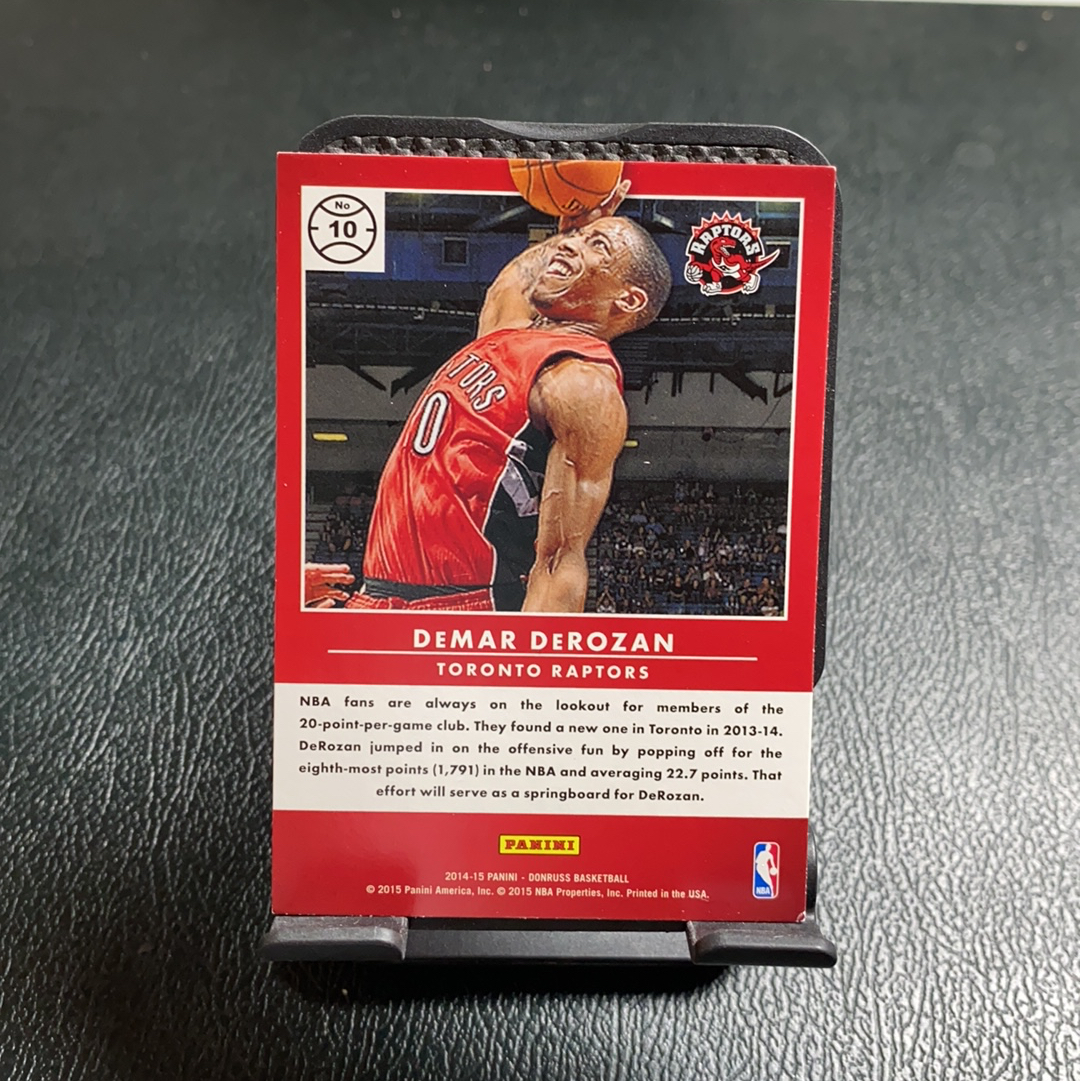 No
10
RAPTORS
TORS
0
DeMAR DeROZAN
TORONTO RAPTORS
NBA fans are always on the lookout for members of the
20-point-per-game club. They found a new one in Toronto in 2013-14.
DeRozan jumped in on the offensive fun by popping off for the
eighth-most points (1,791) in the NBA and averaging 22.7 points. That
effort will serve as a springboard for DeRozan.
PANINI
2014-15 PANINI - DONRUSS BASKETBALL
© 2015 Panini America, Inc. © 2015 NBA Properties, Inc. Printed in the USA.
NBA